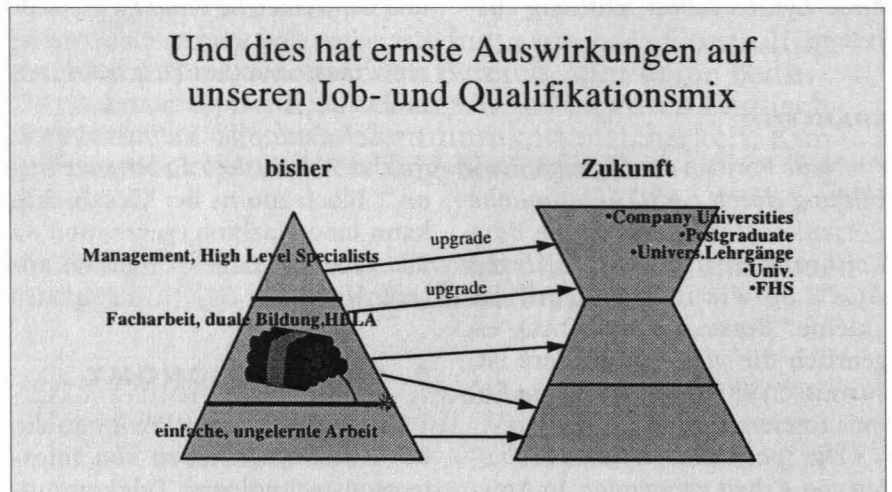 Und dies hat ernste Auswirkungen auf
unseren Job- und Qualifikationsmix
bisher
Zukunft
Management, High Level Specialists
upgrade
upgrade
•Company Universities
•Postgraduate
•Univers.Lehrgänge
•Univ.
•FHS
Facharbeit, duale Bildung,HELA
einfache, ungelernte Arbeit